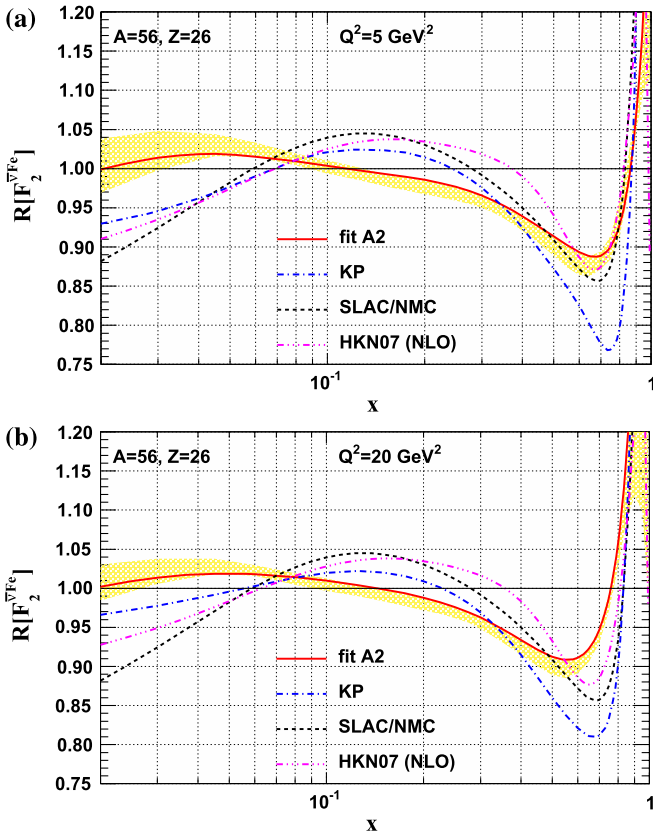 (a)
A=56, Z=26
Q²=5 GeV²
R[F₂^ν̄Fe]
1.20
1.15
1.10
1.05
1.00
0.95
0.90
0.85
0.80
0.75
fit A2
KP
SLAC/NMC
HKN07 (NLO)
10⁻¹
1
x
(b)
A=56, Z=26
Q²=20 GeV²
R[F₂^ν̄Fe]
1.20
1.15
1.10
1.05
1.00
0.95
0.90
0.85
0.80
0.75
fit A2
KP
SLAC/NMC
HKN07 (NLO)
10⁻¹
1
x